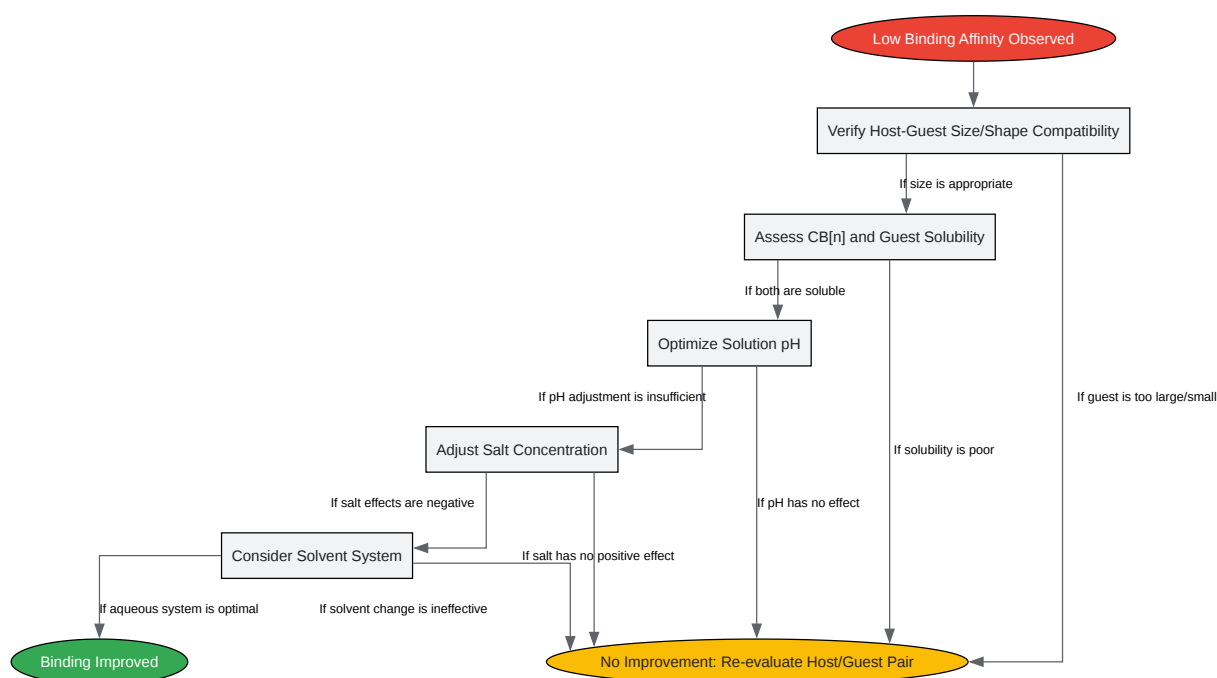 Low Binding Affinity Observed
Verify Host-Guest Size/Shape Compatibility
If size is appropriate
Assess CB[n] and Guest Solubility
If both are soluble
Optimize Solution pH
If pH adjustment is insufficient
If guest is too large/small
Adjust Salt Concentration
If solubility is poor
If salt effects are negative
If pH has no effect
Consider Solvent System
If salt has no positive effect
If aqueous system is optimal
If solvent change is ineffective
Binding Improved
No Improvement: Re-evaluate Host/Guest Pair